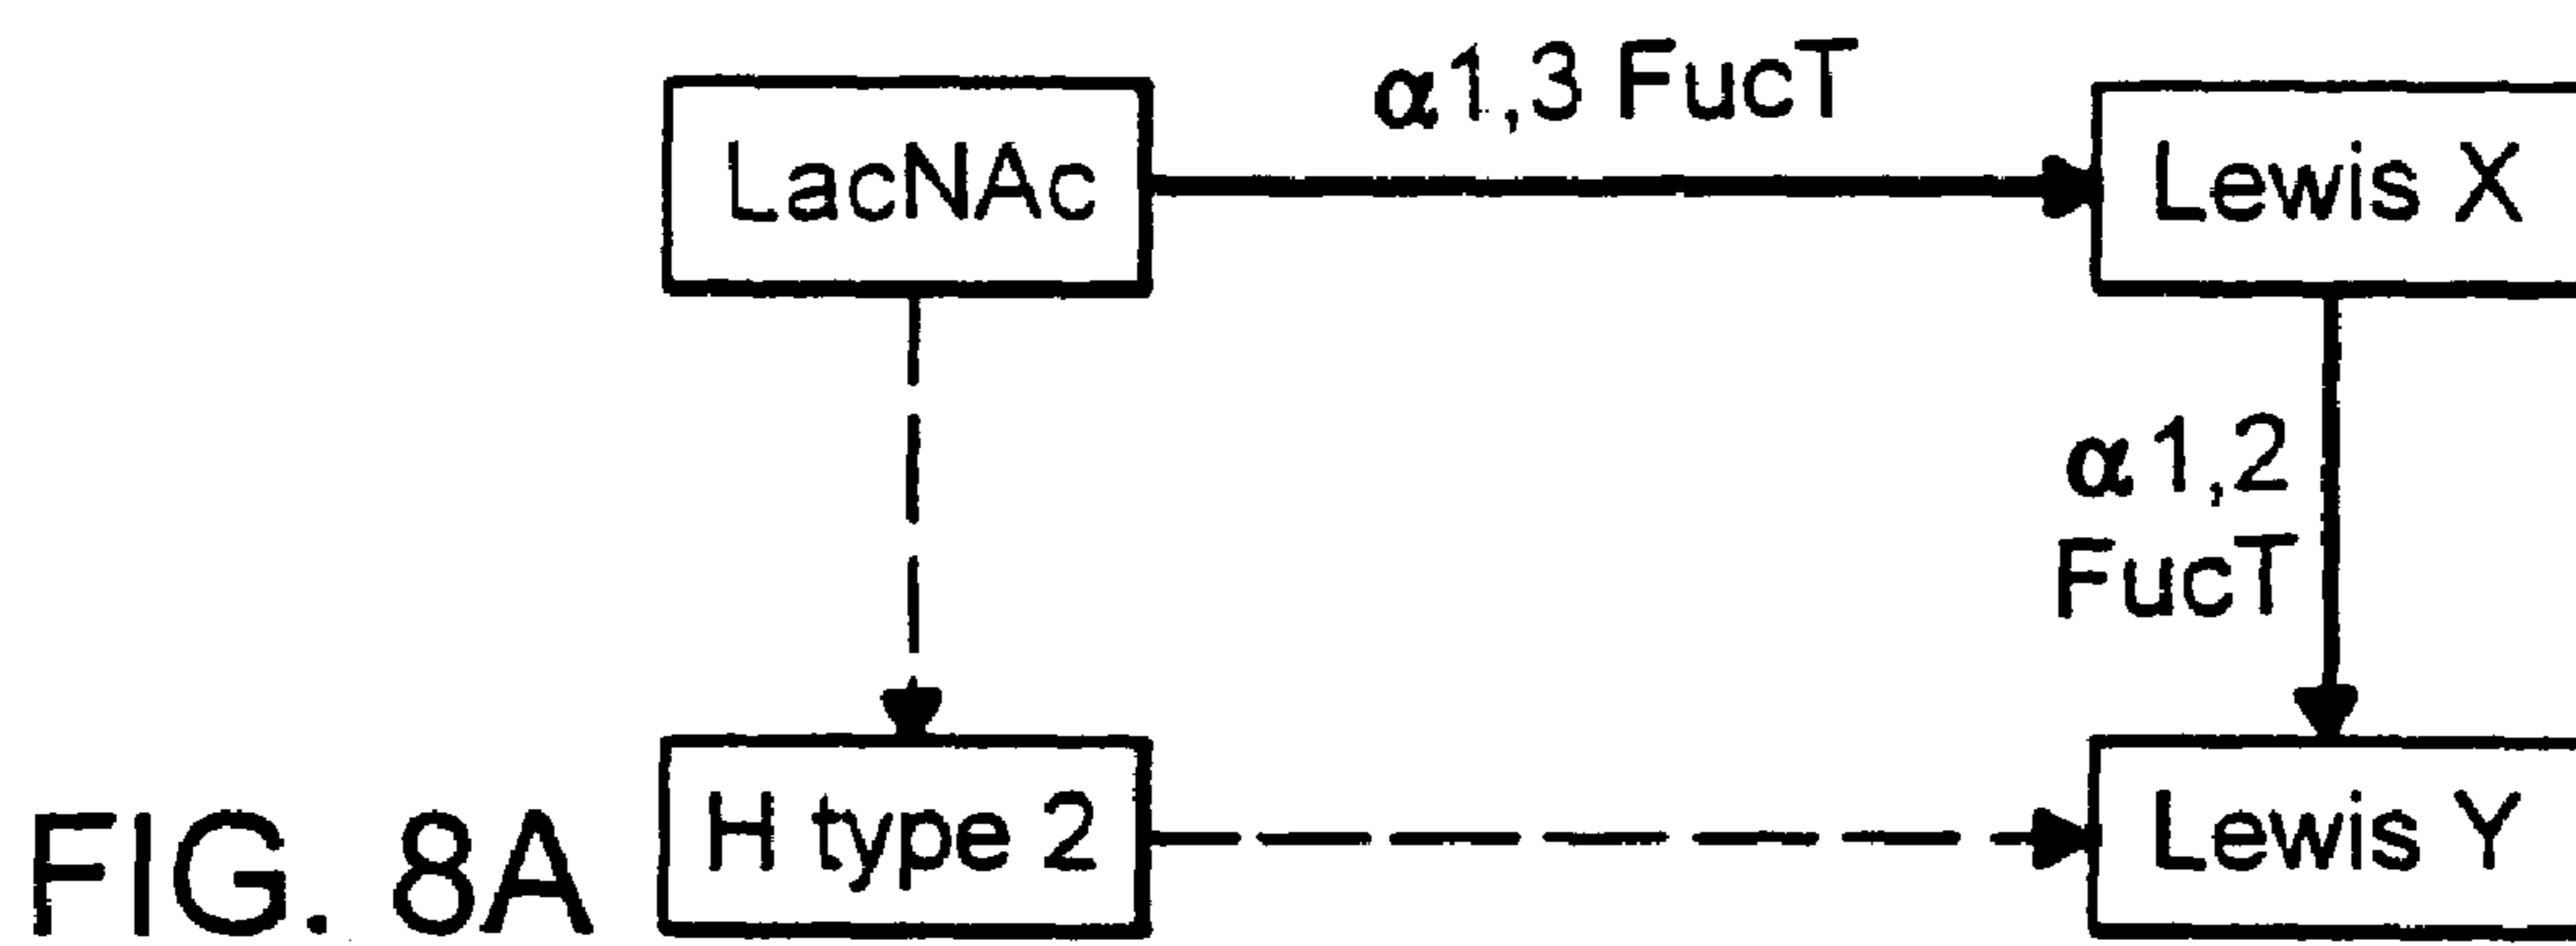 α1,3 FucT
LacNAc
Lewis X
α1,2
FucT
H type 2
Lewis Y
FIG. 8A